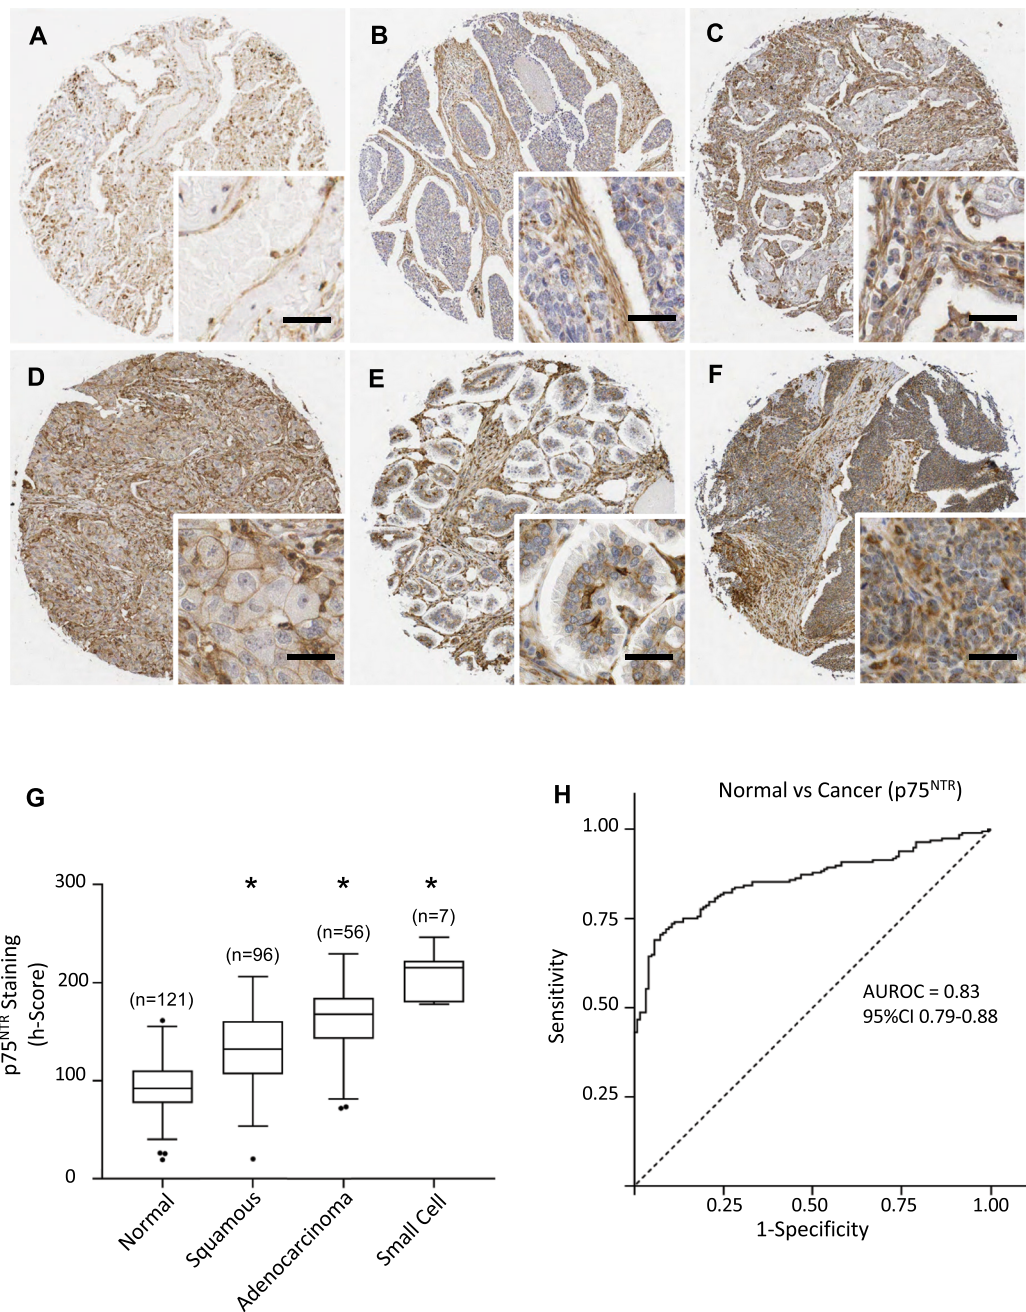 A
B
C
D
E
F
G
H
Normal vs Cancer (p75NTR)
p75NTR Staining
(h-Score)
300
200
100
0
(n=121)
*
(n=96)
*
(n=56)
*
(n=7)
Normal
Squamous
Adenocarcinoma
Small Cell
Sensitivity
1.00
0.75
0.50
0.25
AUROC = 0.83
95%CI 0.79-0.88
0.25
0.50
0.75
1.00
1-Specificity